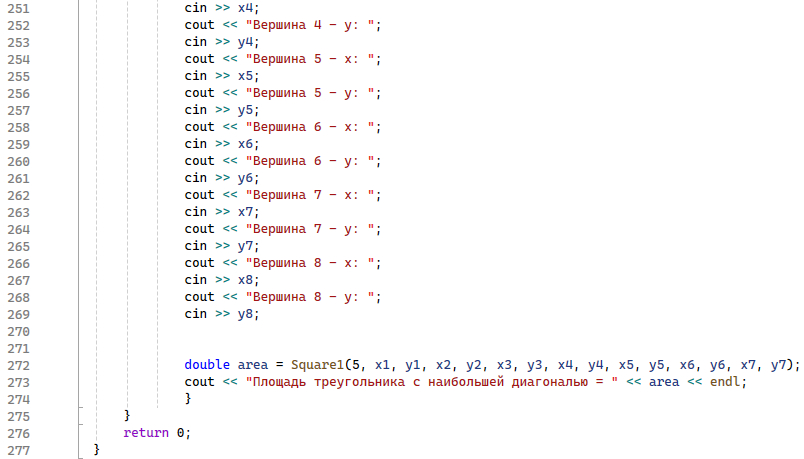 251 cin >> x4;
252 cout << "Вершина 4 - y: ";
253 cin >> y4;
254 cout << "Вершина 5 - x: ";
255 cin >> x5;
256 cout << "Вершина 5 - y: ";
257 cin >> y5;
258 cout << "Вершина 6 - x: ";
259 cin >> x6;
260 cout << "Вершина 6 - y: ";
261 cin >> y6;
262 cout << "Вершина 7 - x: ";
263 cin >> x7;
264 cout << "Вершина 7 - y: ";
265 cin >> y7;
266 cout << "Вершина 8 - x: ";
267 cin >> x8;
268 cout << "Вершина 8 - y: ";
269 cin >> y8;
270
271
272 double area = Square1(5, x1, y1, x2, y2, x3, y3, x4, y4, x5, y5, x6, y6, x7, y7);
273 cout << "Площадь треугольника с наибольшей диагональю = " << area << endl;
274 }
275 }
276 return 0;
277 }